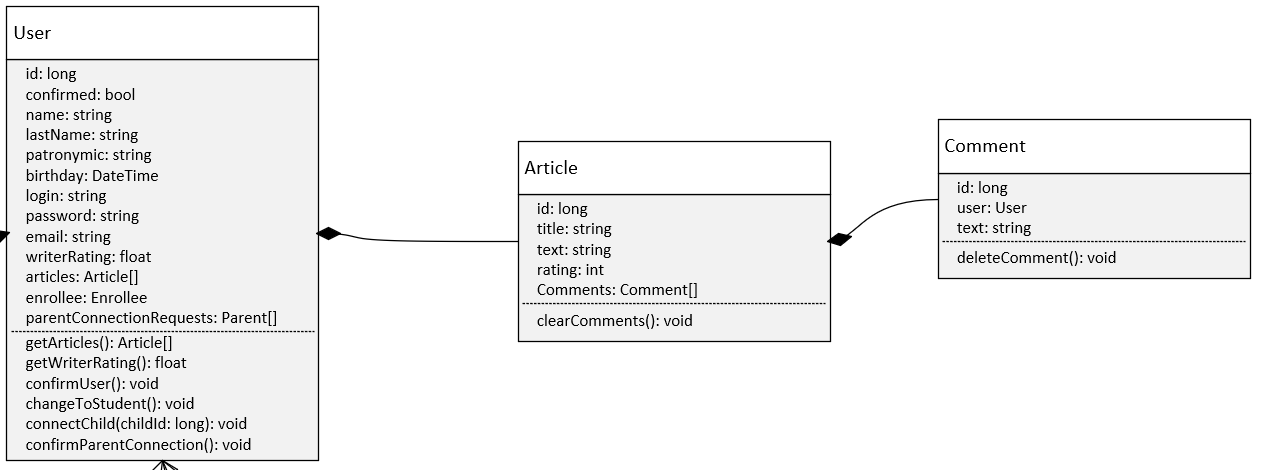 User
id: long
confirmed: bool
name: string
lastName: string
patronymic: string
birthday: DateTime
login: string
password: string
email: string
writerRating: float
articles: Article[]
enrollee: Enrollee
parentConnectionRequests: Parent[]
getArticles(): Article[]
getWriterRating(): float
confirmUser(): void
changeToStudent(): void
connectChild(childId: long): void
confirmParentConnection(): void
Article
id: long
title: string
text: string
rating: int
Comments: Comment[]
clearComments(): void
Comment
id: long
user: User
text: string
deleteComment(): void